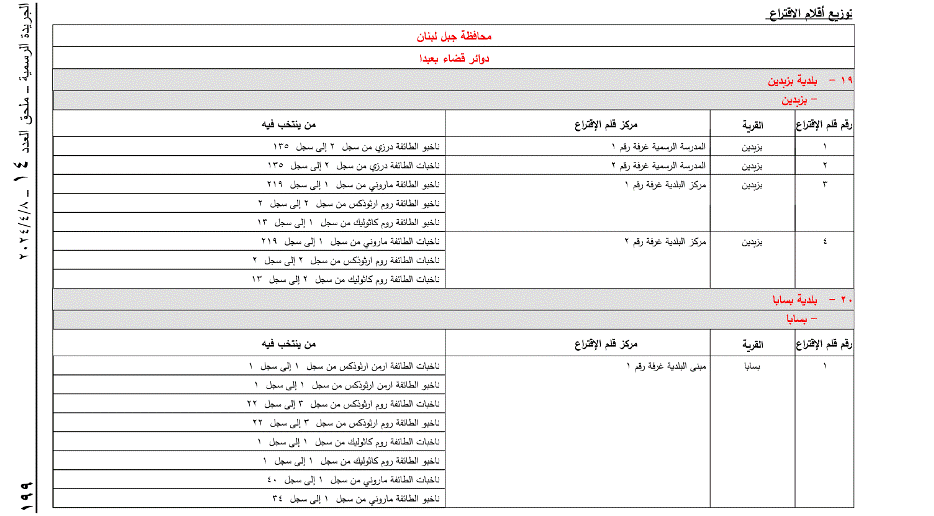 توزيع أقلام الاقتراع
محافظة جبل لبنان
دوائر قضاء بعبدا
١٩ - بلدية بزبدين
- بزبدين
رقم قلم الإقتراع القرية مركز قلم الإقتراع من ينتخب فيه
١ بزبدين المدرسة الرسمية غرفة رقم ١ ناخبو الطائفة درزي من سجل ٢ إلى سجل ١٣٥
٢ بزبدين المدرسة الرسمية غرفة رقم ٢ ناخبات الطائفة درزي من سجل ٢ إلى سجل ١٣٥
٣ بزبدين مركز البلدية غرفة رقم ١ ناخبو الطائفة ماروني من سجل ١ إلى سجل ٢١٩
ناخبو الطائفة روم ارثوذكس من سجل ٢ إلى سجل ٢
ناخبو الطائفة روم كاثوليك من سجل ١ إلى سجل ١٣
٤ بزبدين مركز البلدية غرفة رقم ٢ ناخبات الطائفة ماروني من سجل ١ إلى سجل ٢١٩
ناخبات الطائفة روم ارثوذكس من سجل ٢ إلى سجل ٢
ناخبات الطائفة روم كاثوليك من سجل ٢ إلى سجل ١٣
٢٠ - بلدية بسابا
- بسابا
رقم قلم الإقتراع القرية مركز قلم الإقتراع من ينتخب فيه
١ بسابا مبنى البلدية غرفة رقم ١ ناخبات الطائفة ارمن ارثوذكس من سجل ١ إلى سجل ١
ناخبو الطائفة ارمن ارثوذكس من سجل ١ إلى سجل ١
ناخبات الطائفة روم ارثوذكس من سجل ٣ إلى سجل ٢٢
ناخبو الطائفة روم ارثوذكس من سجل ٣ إلى سجل ٢٢
ناخبات الطائفة روم كاثوليك من سجل ١ إلى سجل ١
ناخبو الطائفة روم كاثوليك من سجل ١ إلى سجل ١
ناخبات الطائفة ماروني من سجل ١ إلى سجل ٤٠
ناخبو الطائفة ماروني من سجل ١ إلى سجل ٣٤
الجريدة الرسمية – ملحق العدد ١٤ – ٢٠٢٤/٤/٨
١٩٩